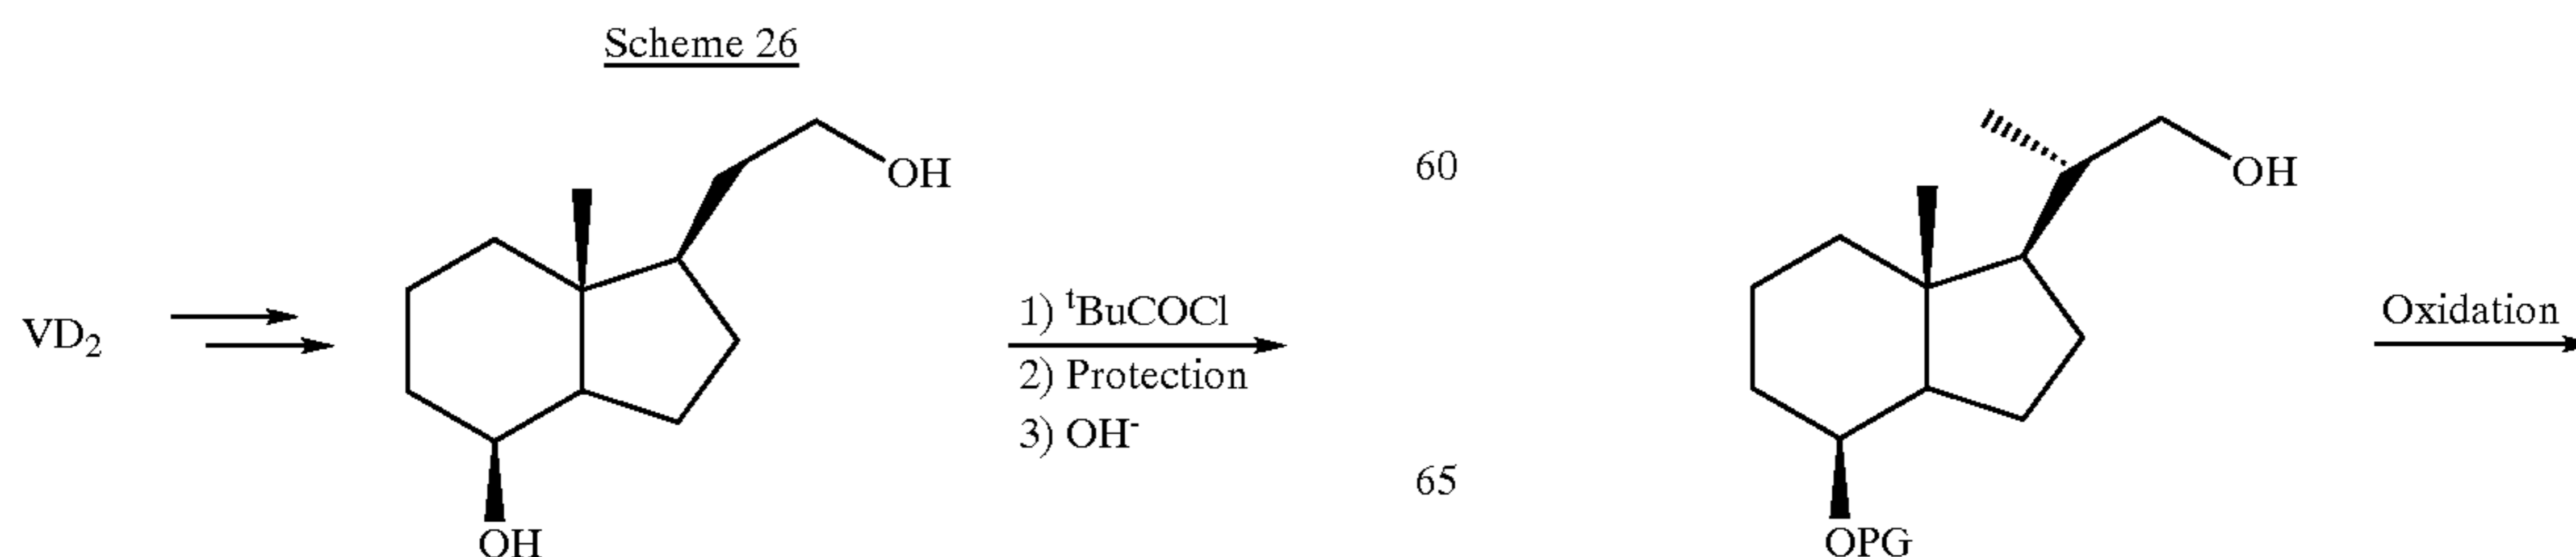 Scheme 26
VD₂
OH
OH
1) ᵗBuCOCl
2) Protection
3) OH⁻
60
65
OH
OPG
Oxidation